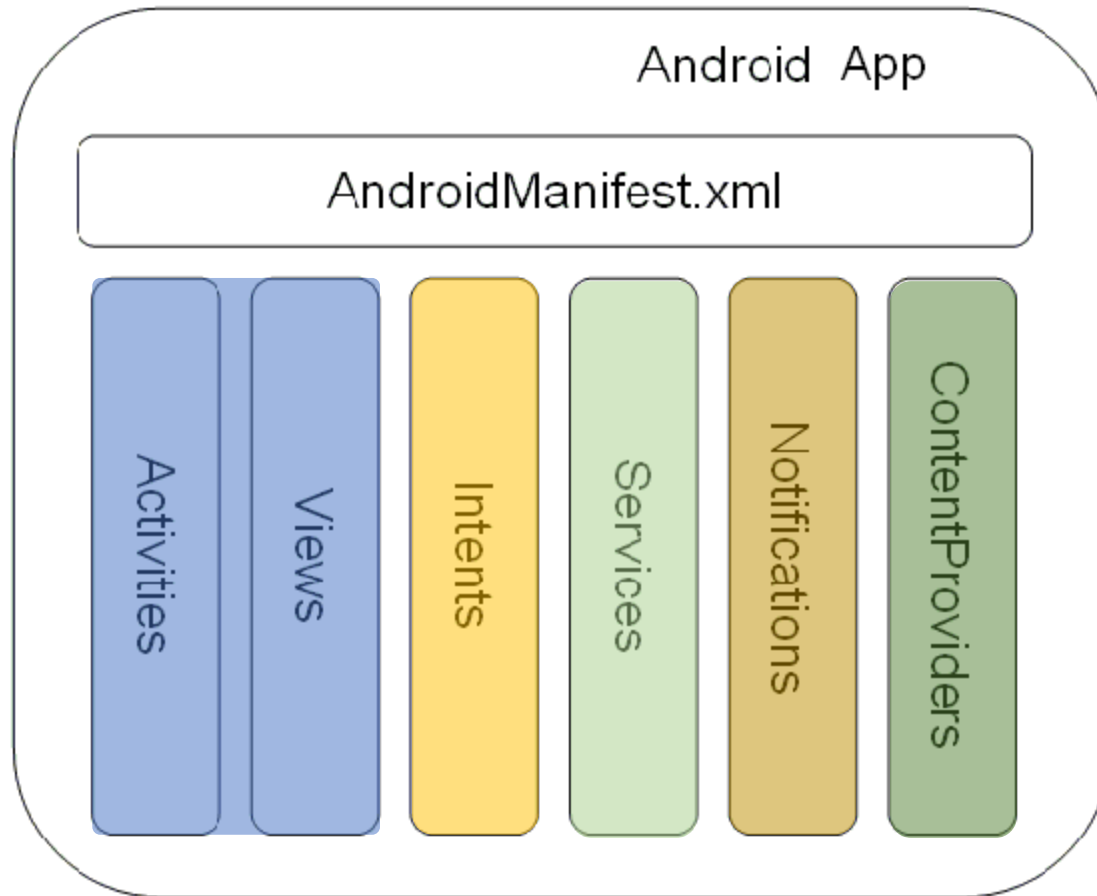 Android App
AndroidManifest.xml
Activities
Views
Intents
Services
Notifications
ContentProviders